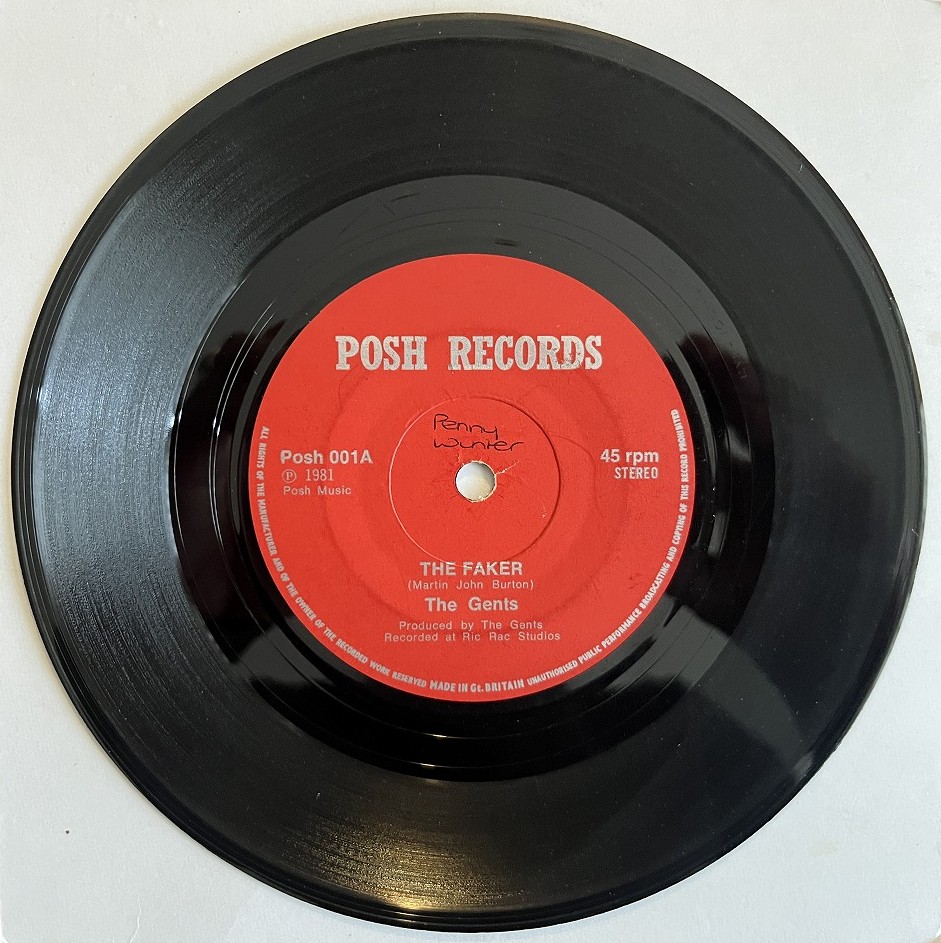 POSH RECORDS
Penny
Wunter
Posh 001A
℗ 1981
Posh Music
45 rpm
STEREO
THE FAKER
(Martin John Burton)
The Gents
Produced by The Gents
Recorded at Ric Rac Studios
ALL RIGHTS OF THE MANUFACTURER AND OF THE OWNER OF THE RECORDED WORK RESERVED MADE IN Gt. BRITAIN UNAUTHORISED PUBLIC PERFORMANCE BROADCASTING AND COPYING OF THIS RECORD PROHIBITED